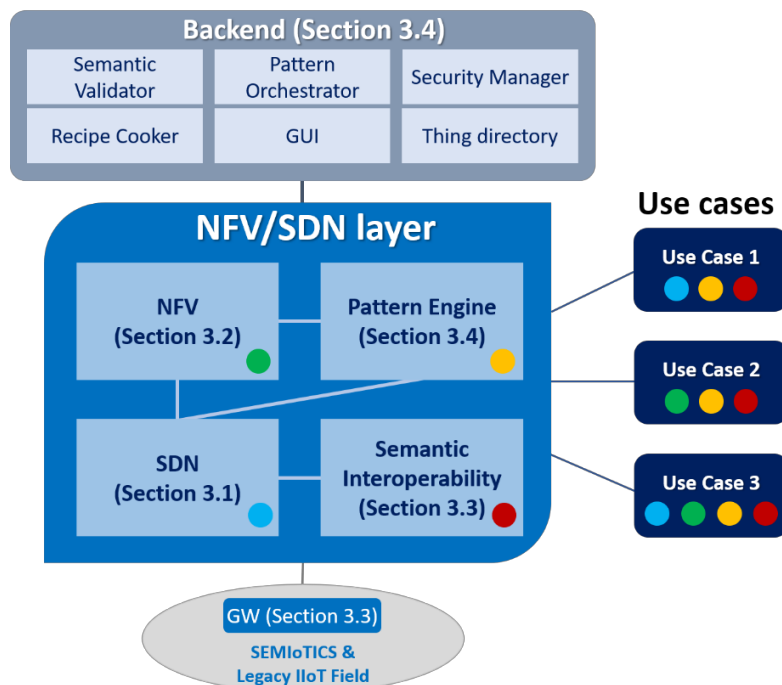 Backend (Section 3.4)
Semantic
Validator
Pattern
Orchestrator
Security Manager
Recipe Cooker
GUI
Thing directory
NFV/SDN layer
NFV
(Section 3.2)
Pattern Engine
(Section 3.4)
SDN
(Section 3.1)
Semantic
Interoperability
(Section 3.3)
Use cases
Use Case 1
Use Case 2
Use Case 3
GW (Section 3.3)
SEMIoTICS &
Legacy IIoT Field